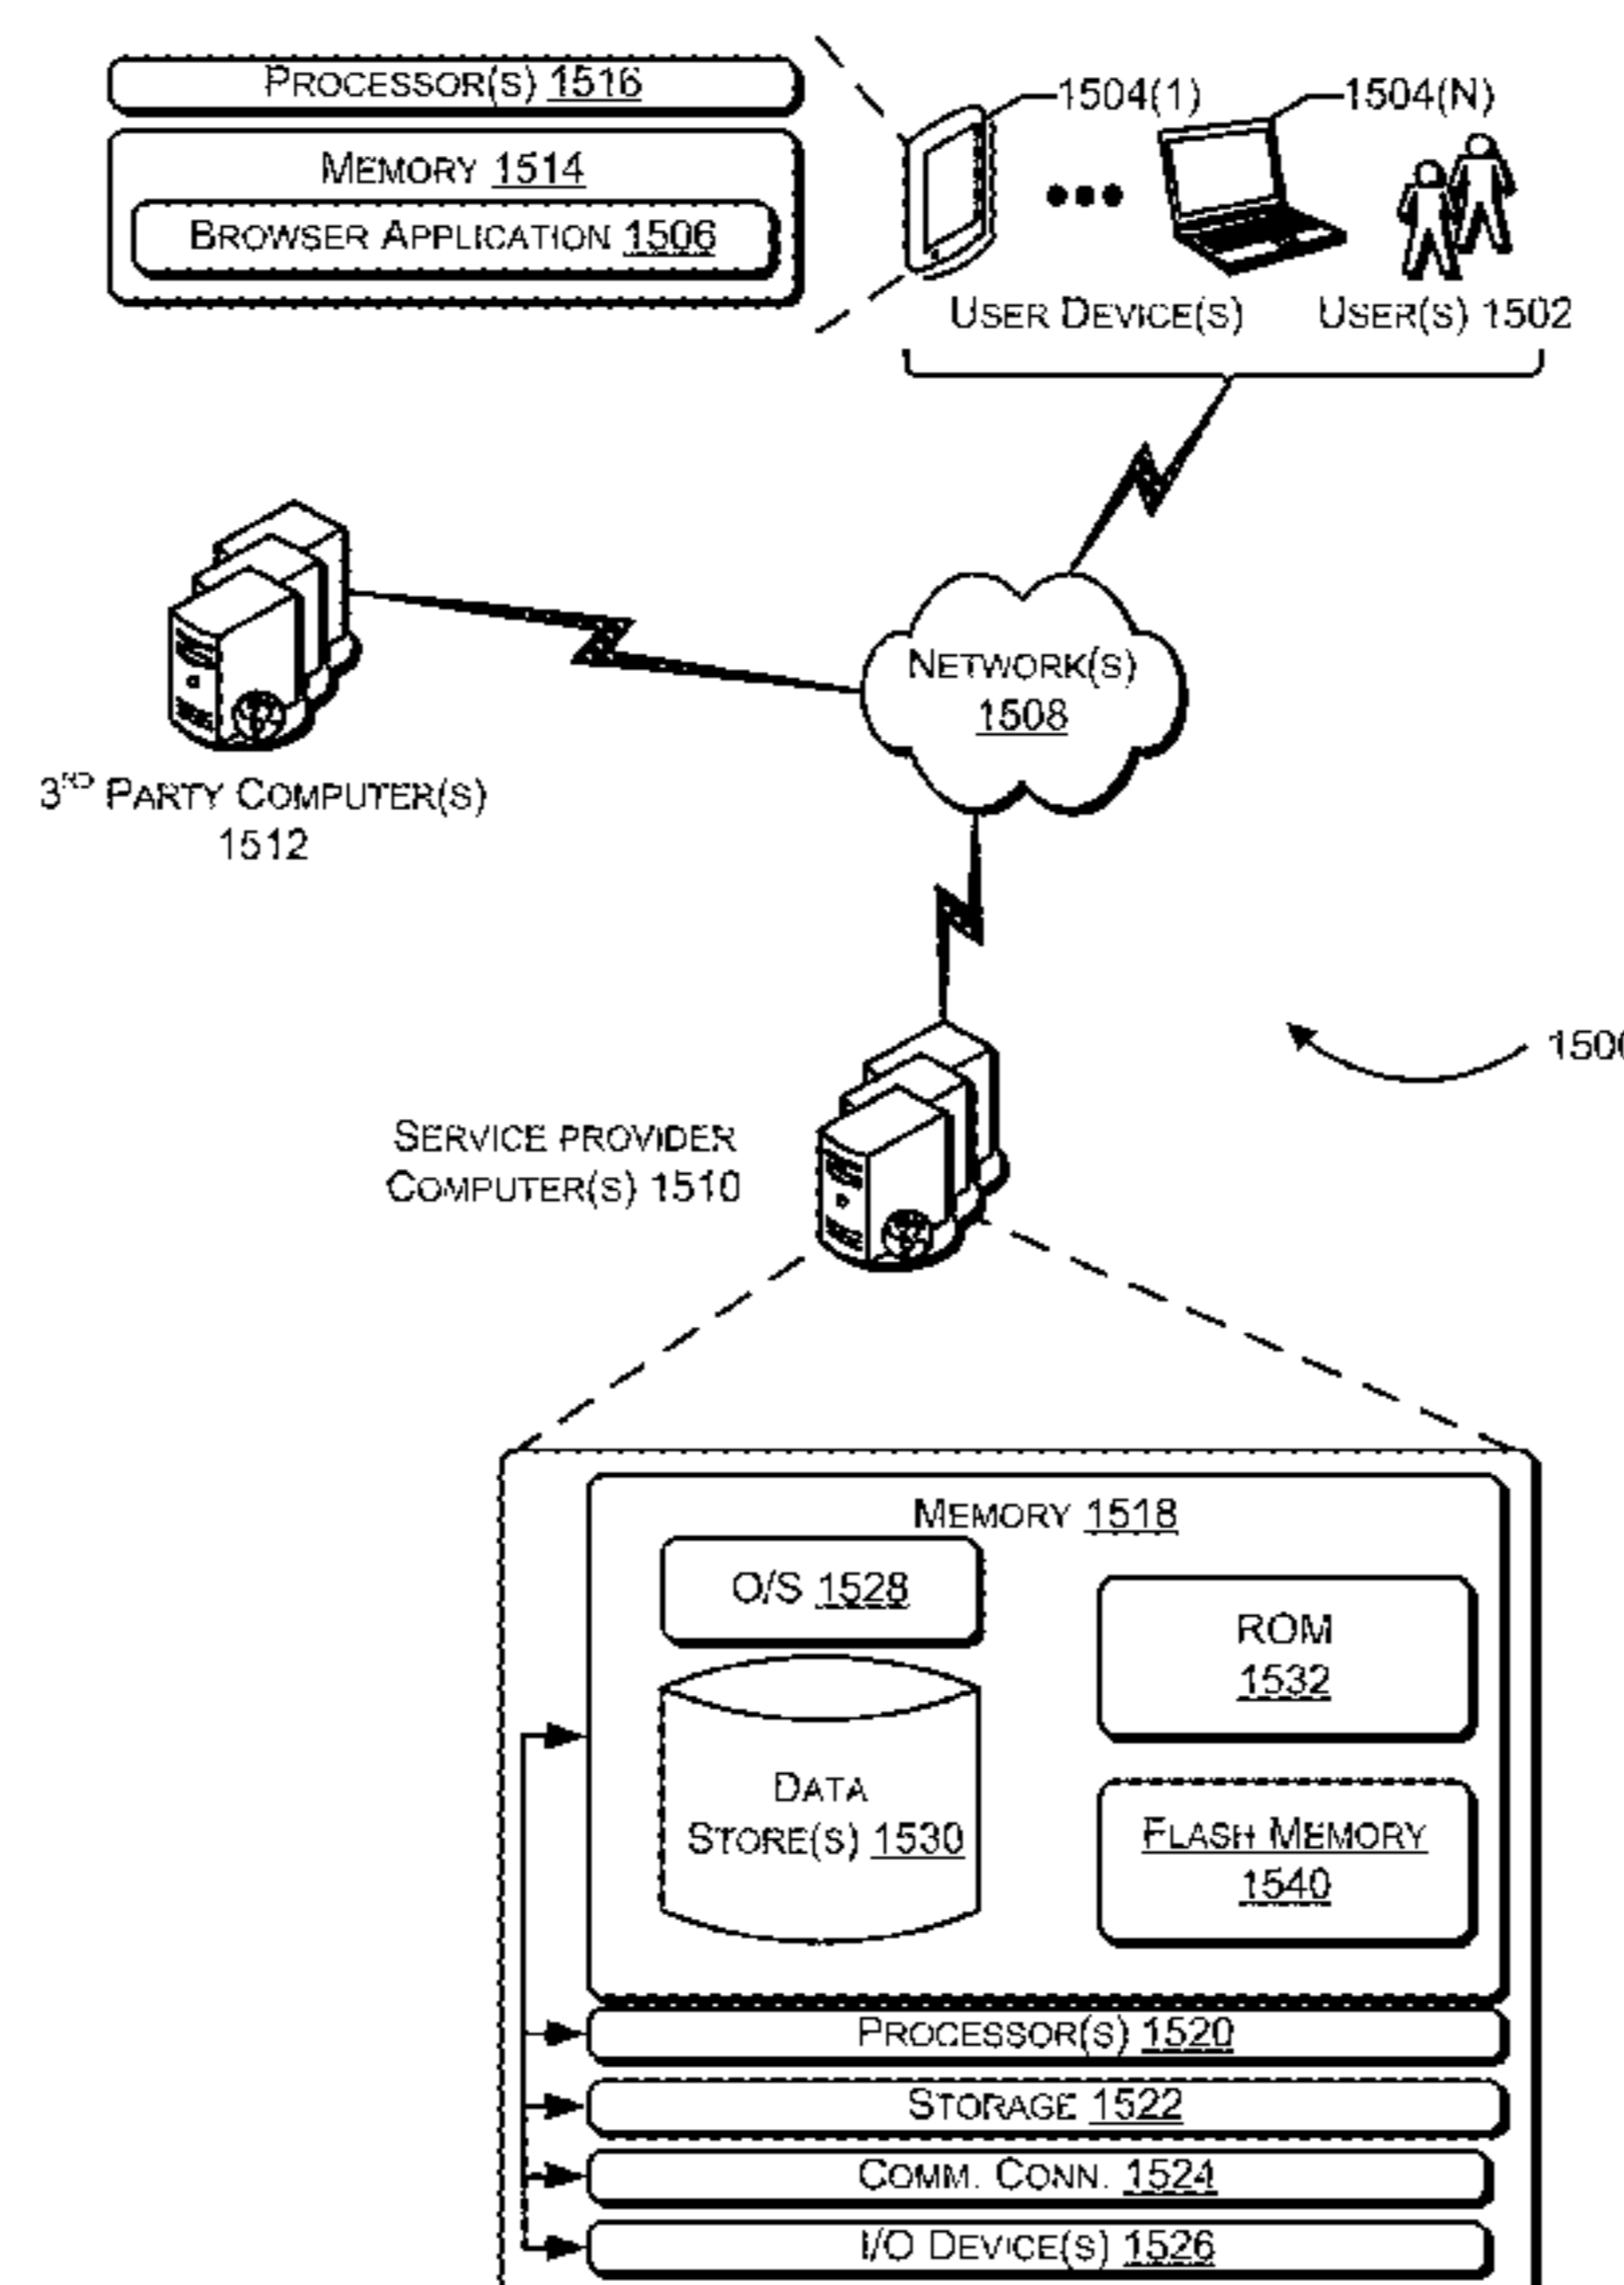 PROCESSOR(S) 1516
MEMORY 1514
BROWSER APPLICATION 1506
1504(1)
1504(N)
USER DEVICE(S)
USER(S) 1502
NETWORK(S)
1508
3RD PARTY COMPUTER(S)
1512
SERVICE PROVIDER
COMPUTER(S) 1510
1500
MEMORY 1518
O/S 1528
ROM
1532
DATA
STORE(S) 1530
FLASH MEMORY
1540
PROCESSOR(S) 1520
STORAGE 1522
COMM. CONN. 1524
I/O DEVICE(S) 1526